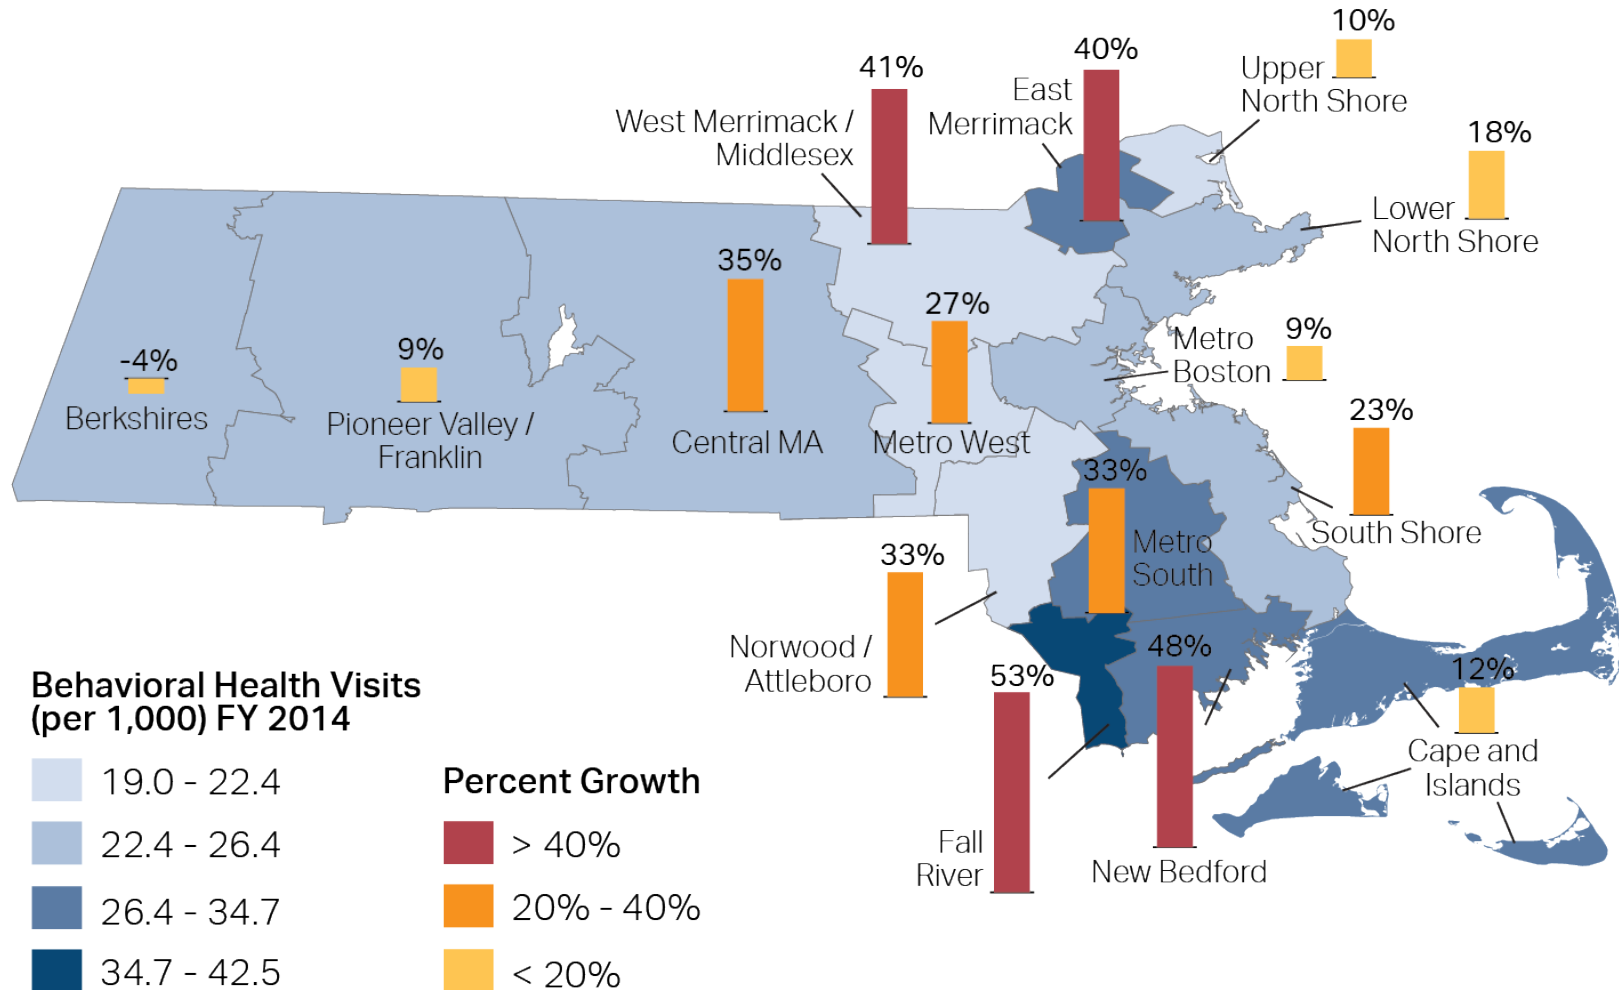 10%
40%
Upper
North Shore
41%
East
Merrimack
West Merrimack /
Middlesex
18%
Lower
North Shore
35%
27%
Metro
Boston
9%
-4%
Berkshires
9%
Pioneer Valley /
Franklin
Central MA
Metro West
23%
South Shore
33%
Metro
South
33%
Norwood /
Attleboro
48%
New Bedford
53%
Fall
River
12%
Cape and
Islands
Behavioral Health Visits
(per 1,000) FY 2014
19.0 - 22.4
22.4 - 26.4
26.4 - 34.7
34.7 - 42.5
Percent Growth
> 40%
20% - 40%
< 20%